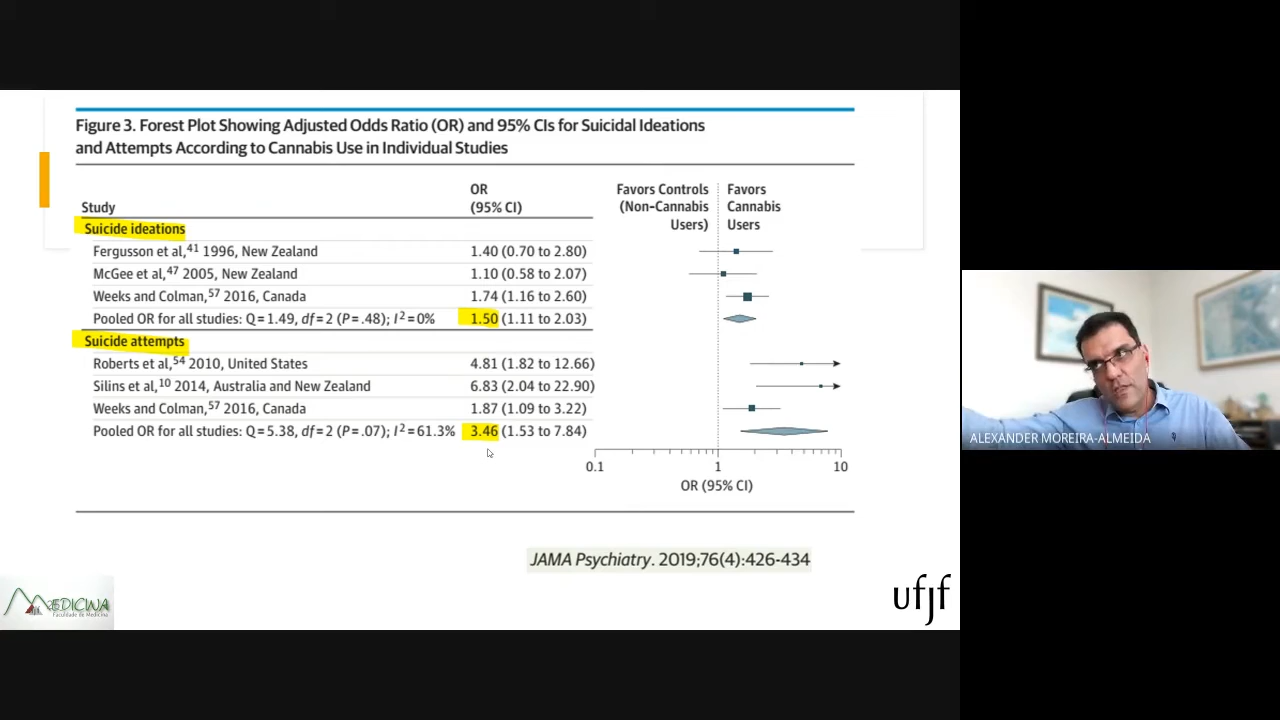 Figure 3. Forest Plot Showing Adjusted Odds Ratio (OR) and 95% CIs for Suicidal Ideations
and Attempts According to Cannabis Use in Individual Studies
Study
OR
(95% CI)
Favors Controls
(Non-Cannabis
Users)
Favors
Cannabis
Users
Suicide ideations
Fergusson et al,41 1996, New Zealand 1.40 (0.70 to 2.80)
McGee et al,47 2005, New Zealand 1.10 (0.58 to 2.07)
Weeks and Colman,57 2016, Canada 1.74 (1.16 to 2.60)
Pooled OR for all studies: Q = 1.49, df = 2 (P = .48); I2 = 0% 1.50 (1.11 to 2.03)
Suicide attempts
Roberts et al,54 2010, United States 4.81 (1.82 to 12.66)
Silins et al,10 2014, Australia and New Zealand 6.83 (2.04 to 22.90)
Weeks and Colman,57 2016, Canada 1.87 (1.09 to 3.22)
Pooled OR for all studies: Q = 5.38, df = 2 (P = .07); I2 = 61.3% 3.46 (1.53 to 7.84)
0.1 1 10
OR (95% CI)
JAMA Psychiatry. 2019;76(4):426-434
MEDICINA
Faculdade de Medicina
ufjf
ALEXANDER MOREIRA-ALMEIDA